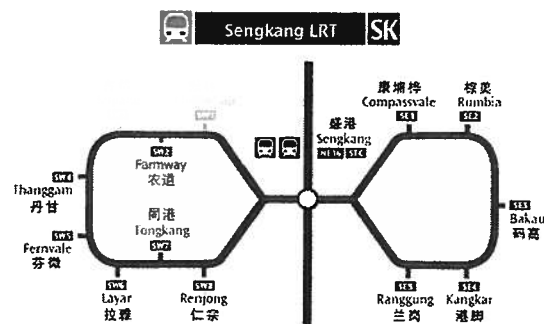 Sengkang LRT SK
康埔桦
Compassvale
SE1
棕美
Rumbia
SE2
盛港
Sengkang
NE16 STC
SW2
Farmway
农道
SW4
Thanggam
丹甘
SE3
Bakau
码高
同港
Tongkang
SW7
SW5
Fernvale
芬微
SW6
Layar
拉雅
SW8
Renjong
仁宗
SE5
Ranggung
兰岗
SE4
Kangkar
港脚